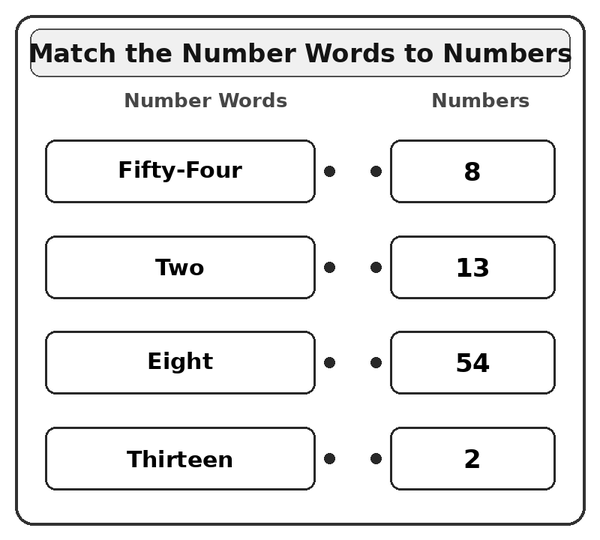 Match the Number Words to Numbers
Number Words Numbers
Fifty-Four 8
Two 13
Eight 54
Thirteen 2